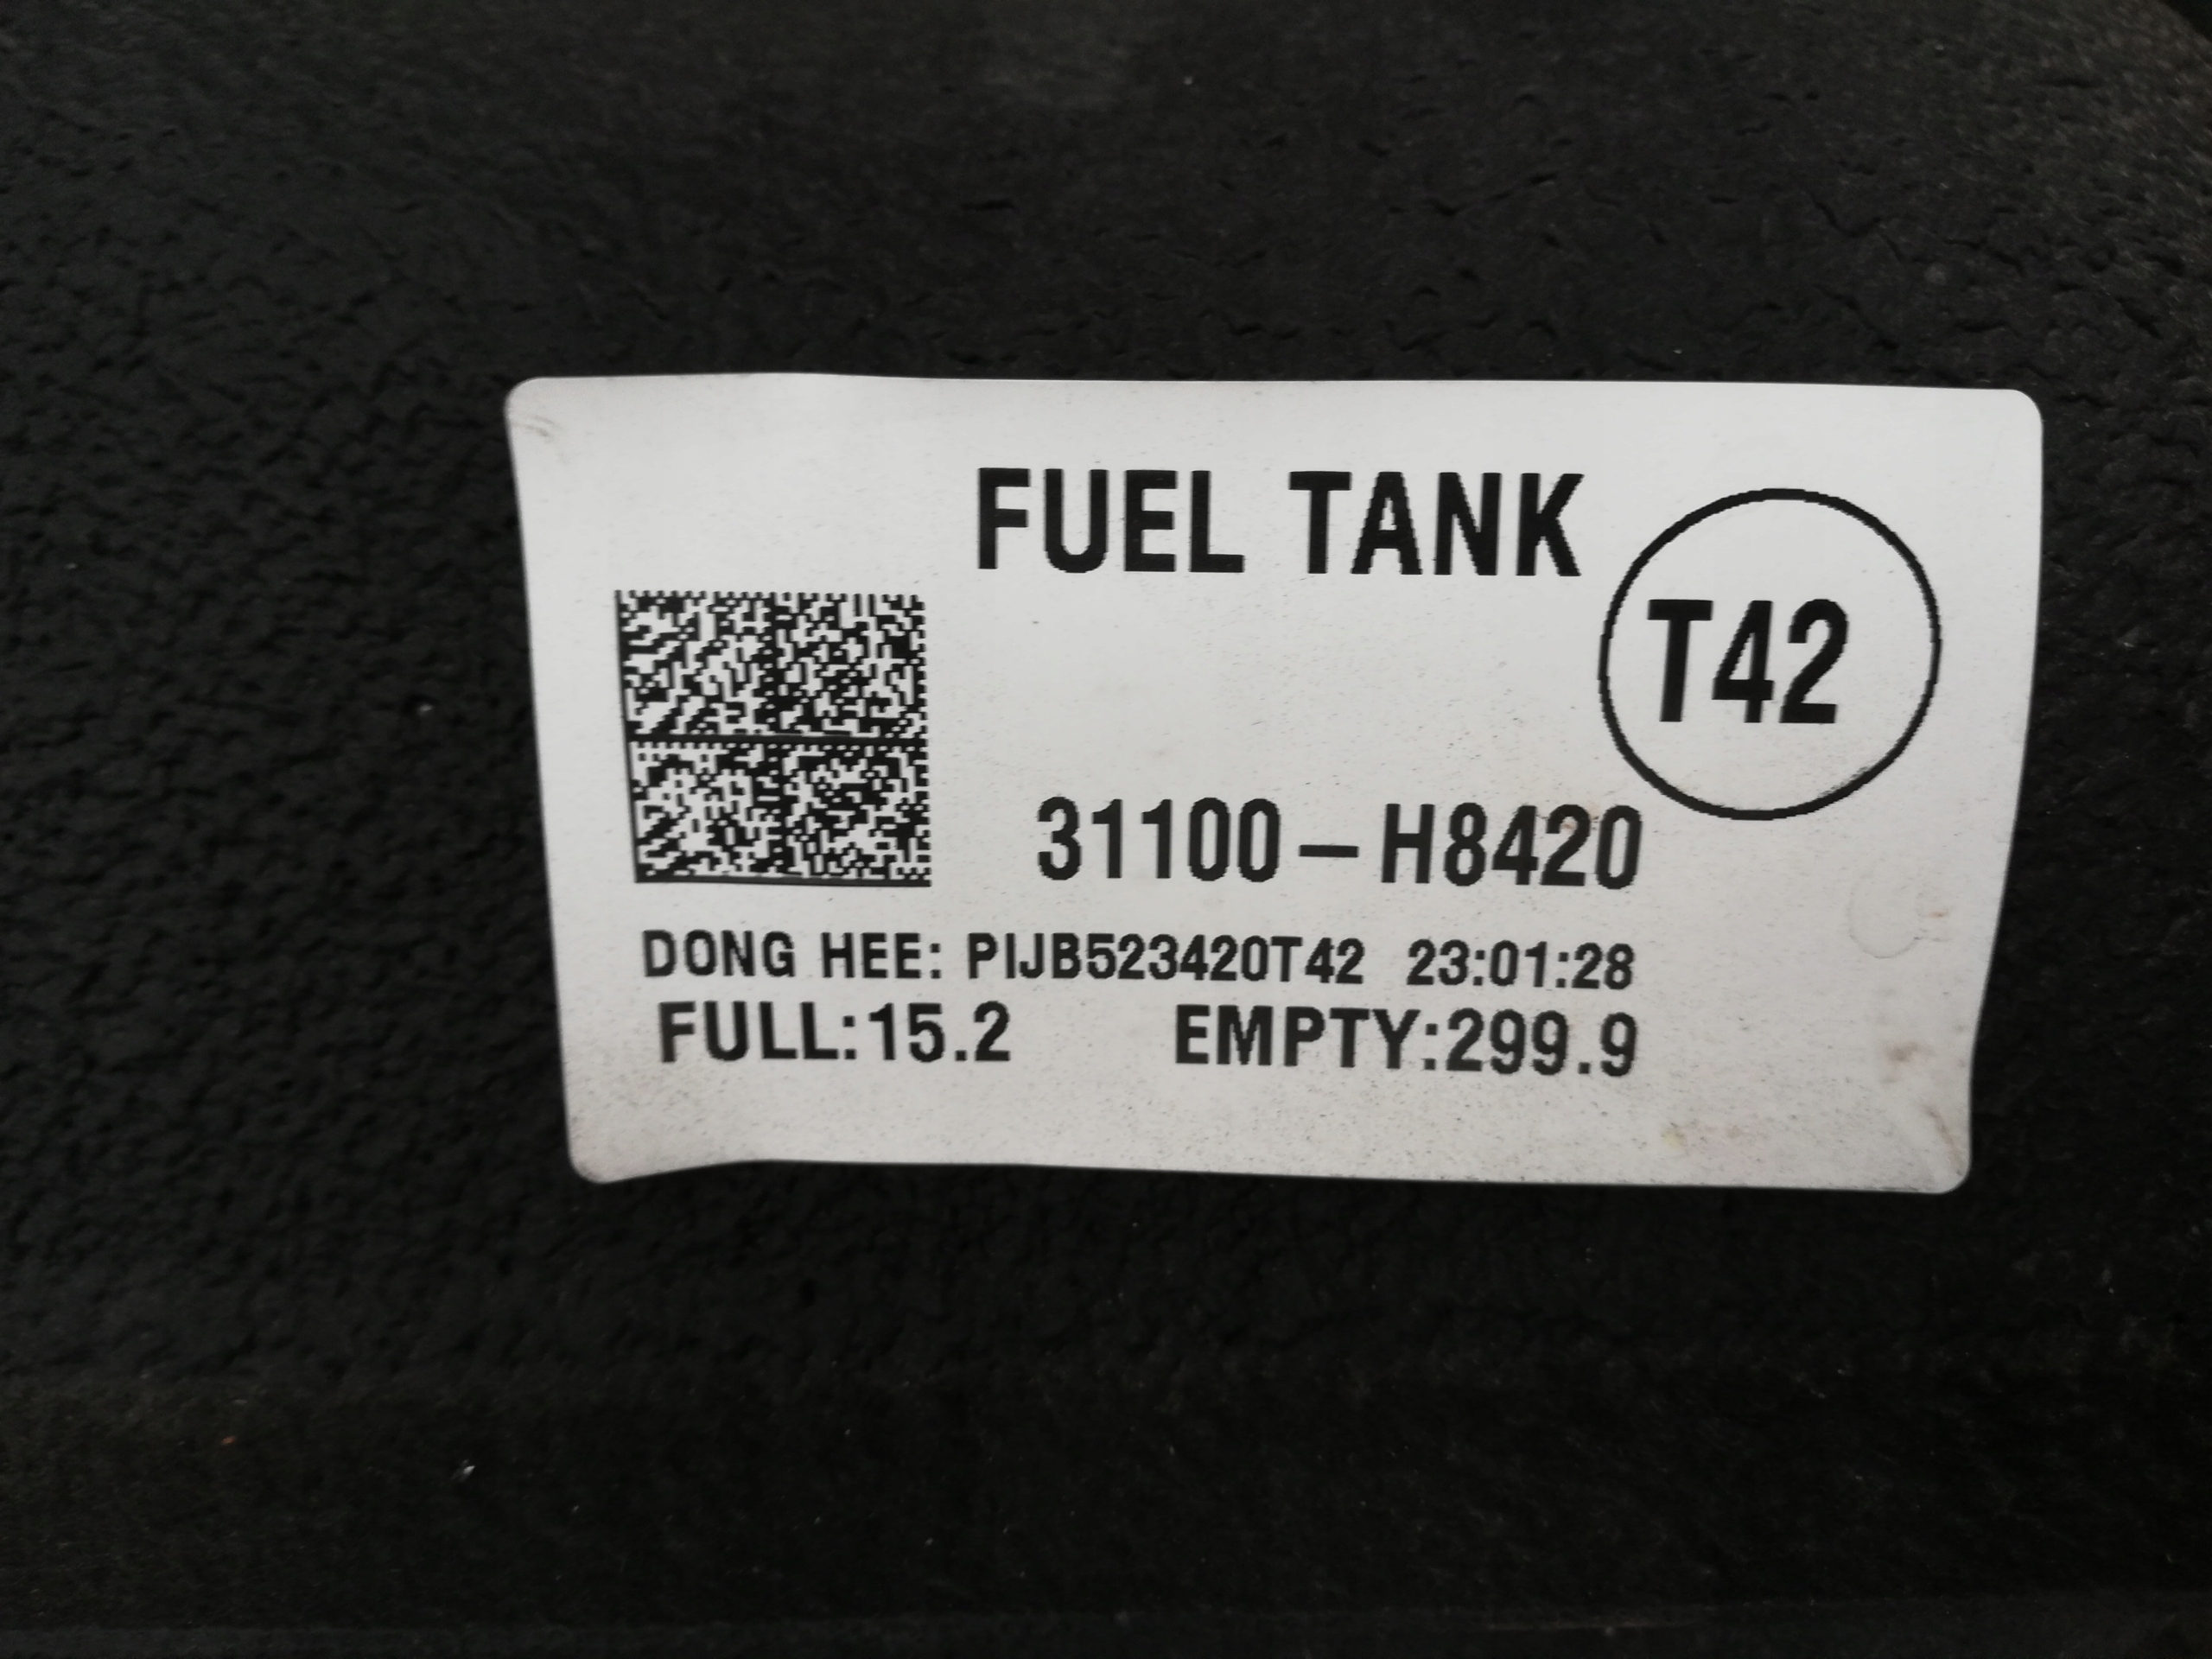 FUEL TANK
T42
31100-H8420
DONG HEE: PIJB523420T42 23:01:28
FULL:15.2 EMPTY:299.9